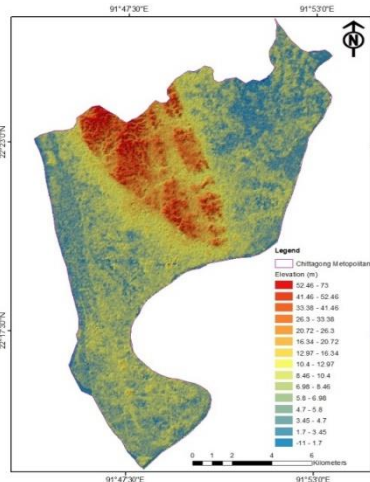 91°47'30"E 91°53'0"E
N
22°23'0"N
22°17'30"N
Legend
Chittagong Metopolitan
Elevation (m)
52.46 - 73
41.46 - 52.46
33.38 - 41.46
26.3 - 33.38
20.72 - 26.3
16.34 - 20.72
12.97 - 16.34
10.4 - 12.97
8.46 - 10.4
6.98 - 8.46
5.8 - 6.98
4.7 - 5.8
3.45 - 4.7
1.7 - 3.45
-11 - 1.7
0 0.5 1 2 4 6
Kilometers
91°47'30"E 91°53'0"E